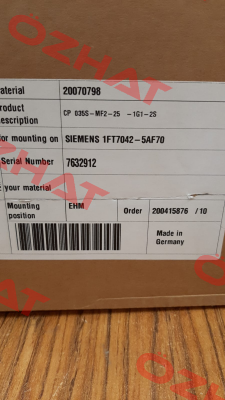 OZHAT
aterial 20070798
roduct
escription CP 035S-MF2-25 -1G1-2S
or mounting on SIEMENS 1FT7042-5AF70
Serial Number 7632912
your material
Mounting
position EHM Order 200415876 /10
Made in
Germany
OZHAT
OZHAT